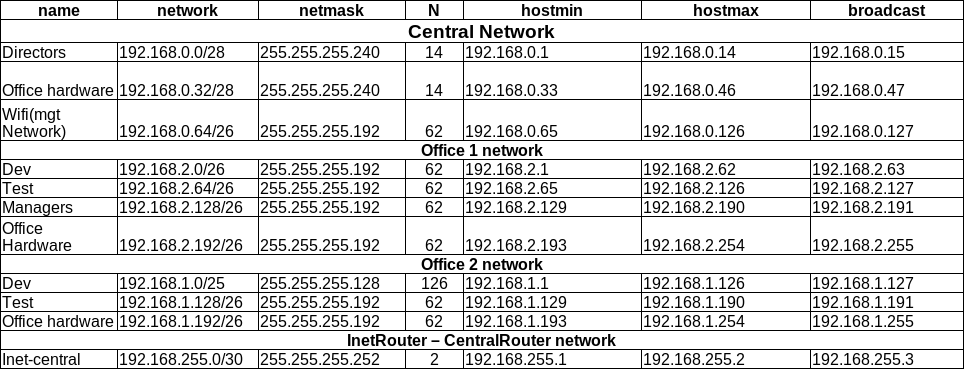 name network netmask N hostmin hostmax broadcast
Central Network
Directors 192.168.0.0/28 255.255.255.240 14 192.168.0.1 192.168.0.14 192.168.0.15
Office hardware 192.168.0.32/28 255.255.255.240 14 192.168.0.33 192.168.0.46 192.168.0.47
Wifi(mgt
Network) 192.168.0.64/26 255.255.255.192 62 192.168.0.65 192.168.0.126 192.168.0.127
Office 1 network
Dev 192.168.2.0/26 255.255.255.192 62 192.168.2.1 192.168.2.62 192.168.2.63
Test 192.168.2.64/26 255.255.255.192 62 192.168.2.65 192.168.2.126 192.168.2.127
Managers 192.168.2.128/26 255.255.255.192 62 192.168.2.129 192.168.2.190 192.168.2.191
Office
Hardware 192.168.2.192/26 255.255.255.192 62 192.168.2.193 192.168.2.254 192.168.2.255
Office 2 network
Dev 192.168.1.0/25 255.255.255.128 126 192.168.1.1 192.168.1.126 192.168.1.127
Test 192.168.1.128/26 255.255.255.192 62 192.168.1.129 192.168.1.190 192.168.1.191
Office hardware 192.168.1.192/26 255.255.255.192 62 192.168.1.193 192.168.1.254 192.168.1.255
InetRouter – CentralRouter network
Inet-central 192.168.255.0/30 255.255.255.252 2 192.168.255.1 192.168.255.2 192.168.255.3